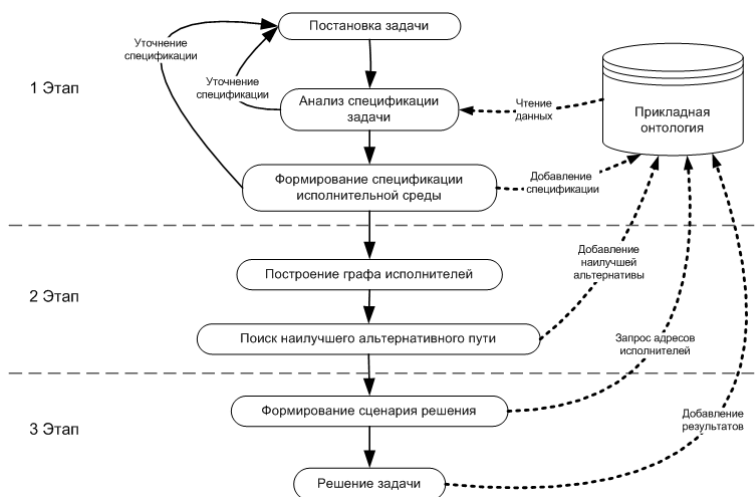 Постановка задачи
Уточнение
спецификации
Уточнение
спецификации
1 Этап
Анализ спецификации
задачи
Чтение
данных
Прикладная
онтология
Формирование спецификации
исполнительной среды
Добавление
спецификации
Добавление
наилучшей
альтернативы
Построение графа исполнителей
2 Этап
Поиск наилучшего альтернативного пути
Запрос адресов
исполнителей
Формирование сценария решения
Добавление
результатов
3 Этап
Решение задачи